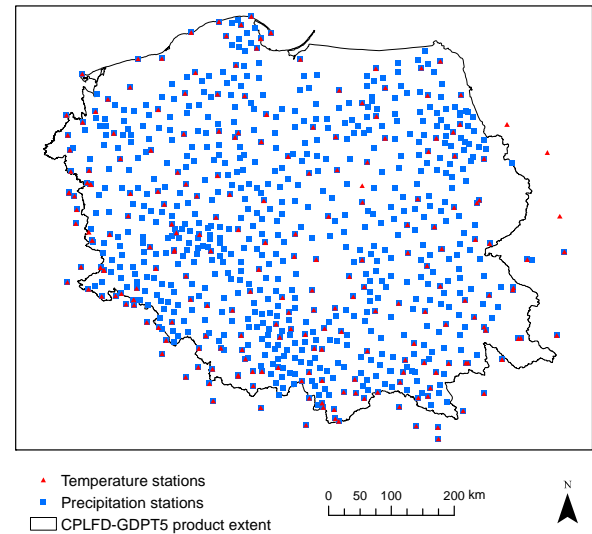 Temperature stations
Precipitation stations
CPLFD-GDPT5 product extent
0 50 100 200 km
N